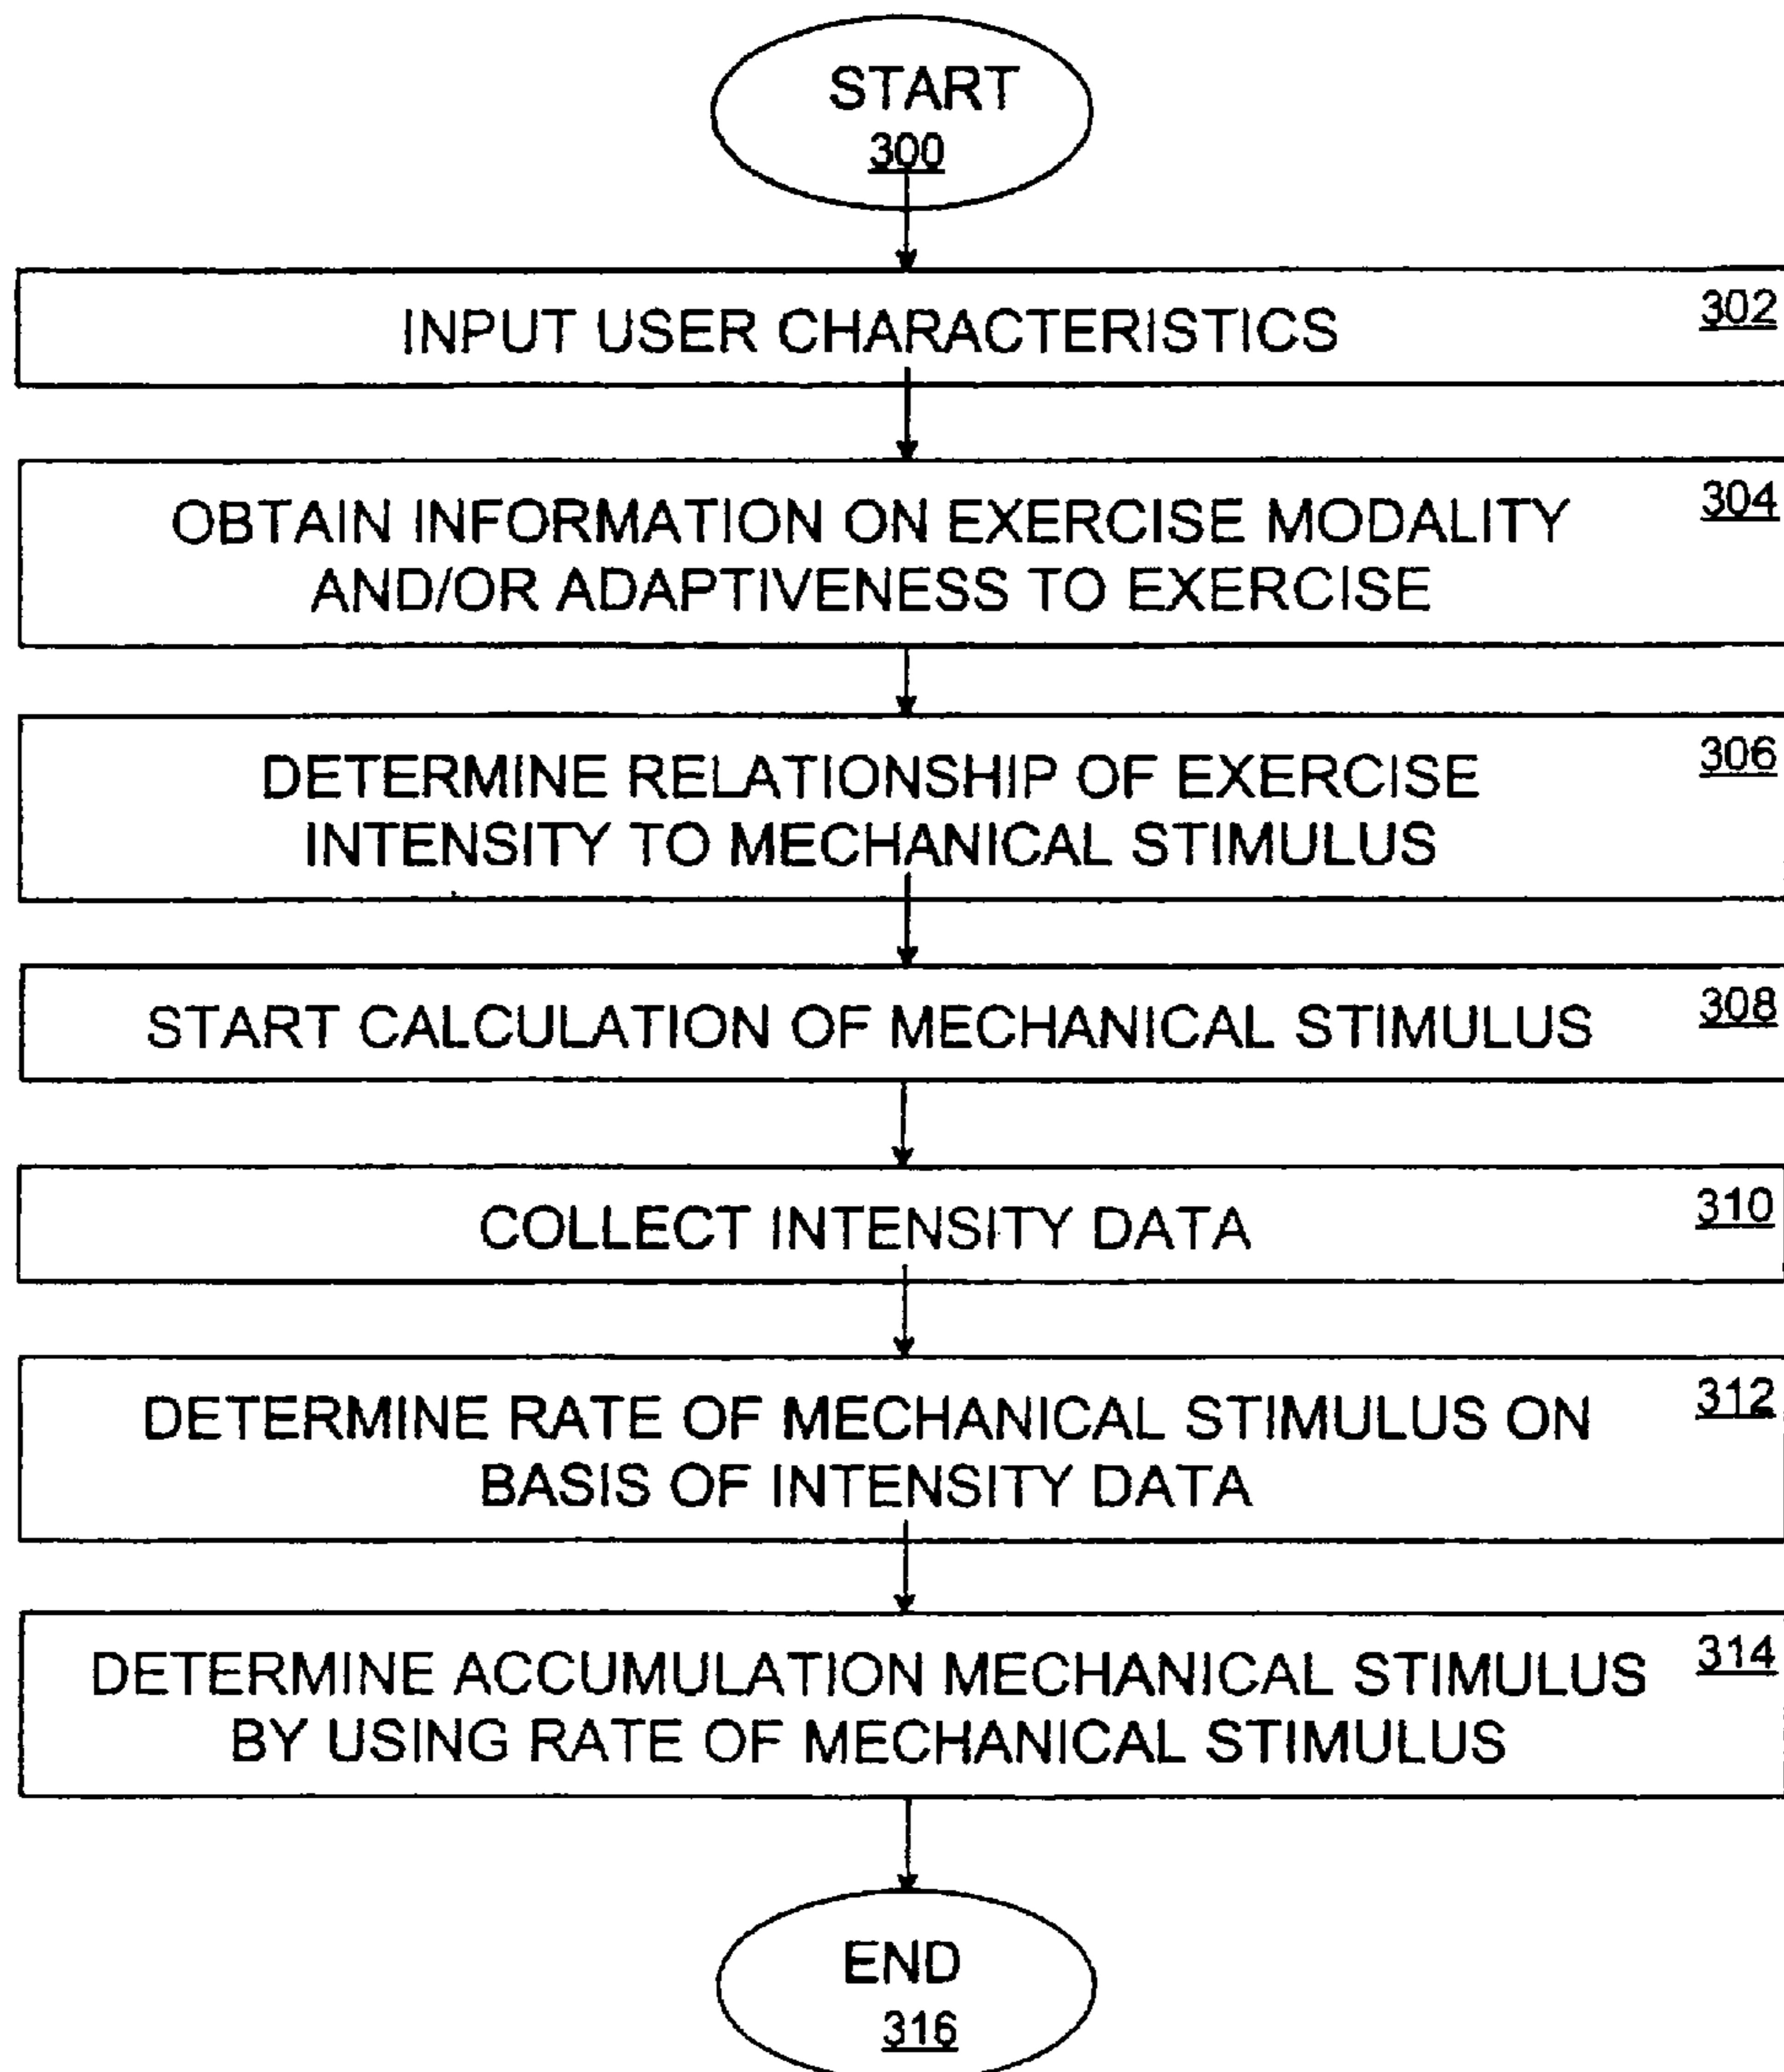 START
300
INPUT USER CHARACTERISTICS
302
OBTAIN INFORMATION ON EXERCISE MODALITY
AND/OR ADAPTIVENESS TO EXERCISE
304
DETERMINE RELATIONSHIP OF EXERCISE
INTENSITY TO MECHANICAL STIMULUS
306
START CALCULATION OF MECHANICAL STIMULUS
308
COLLECT INTENSITY DATA
310
DETERMINE RATE OF MECHANICAL STIMULUS ON
BASIS OF INTENSITY DATA
312
DETERMINE ACCUMULATION MECHANICAL STIMULUS
BY USING RATE OF MECHANICAL STIMULUS
314
END
316